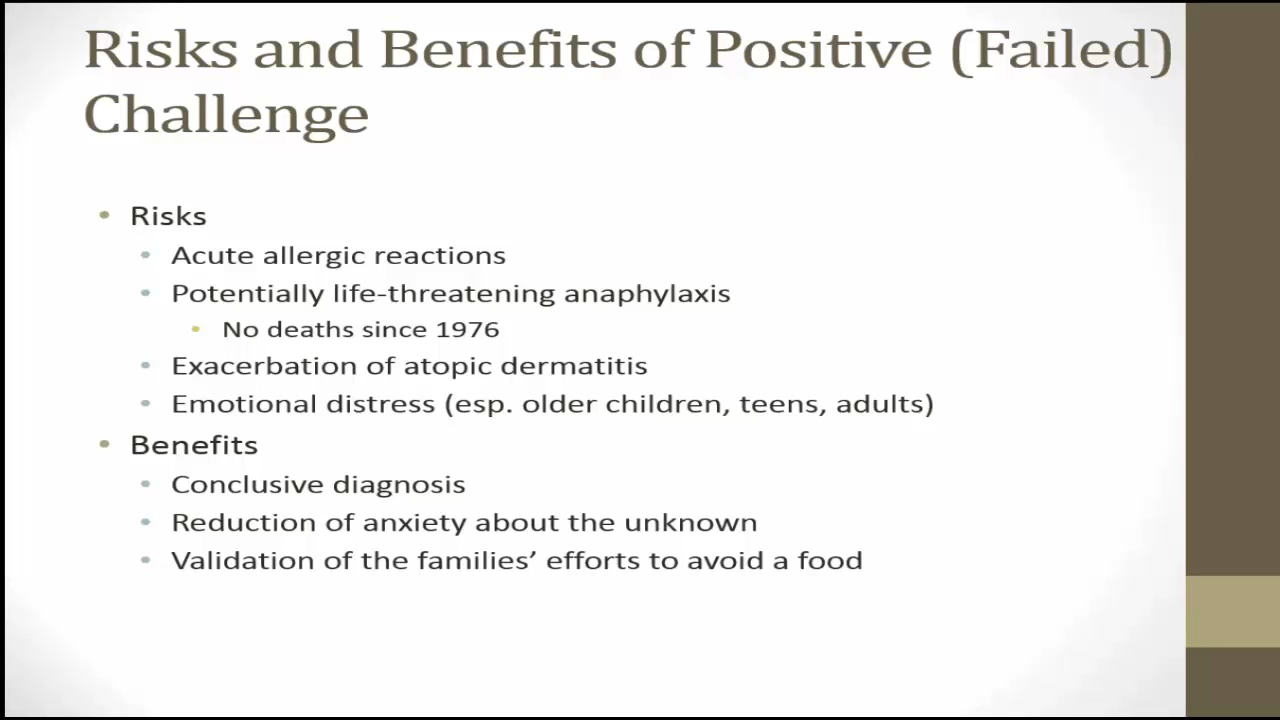 Risks and Benefits of Positive (Failed)
Challenge
• Risks
• Acute allergic reactions
• Potentially life-threatening anaphylaxis
• No deaths since 1976
• Exacerbation of atopic dermatitis
• Emotional distress (esp. older children, teens, adults)
• Benefits
• Conclusive diagnosis
• Reduction of anxiety about the unknown
• Validation of the families’ efforts to avoid a food